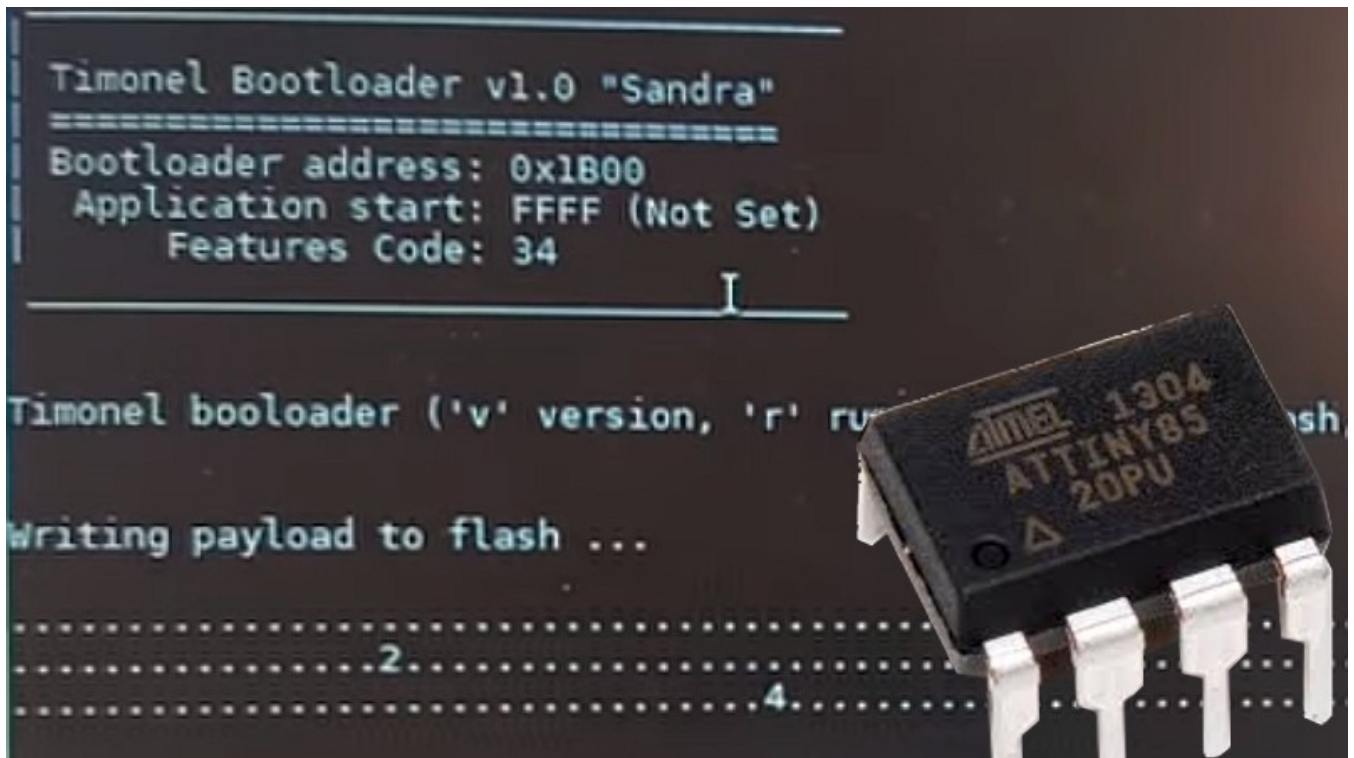 Timonel Bootloader v1.0 "Sandra"
==================================
Bootloader address: 0x1B00
Application start: FFFF (Not Set)
Features Code: 34
Timonel booloader ('v' version, 'r'
Writing payload to flash ...
2
4
ATMEL 1304
ATTINY85
20PU